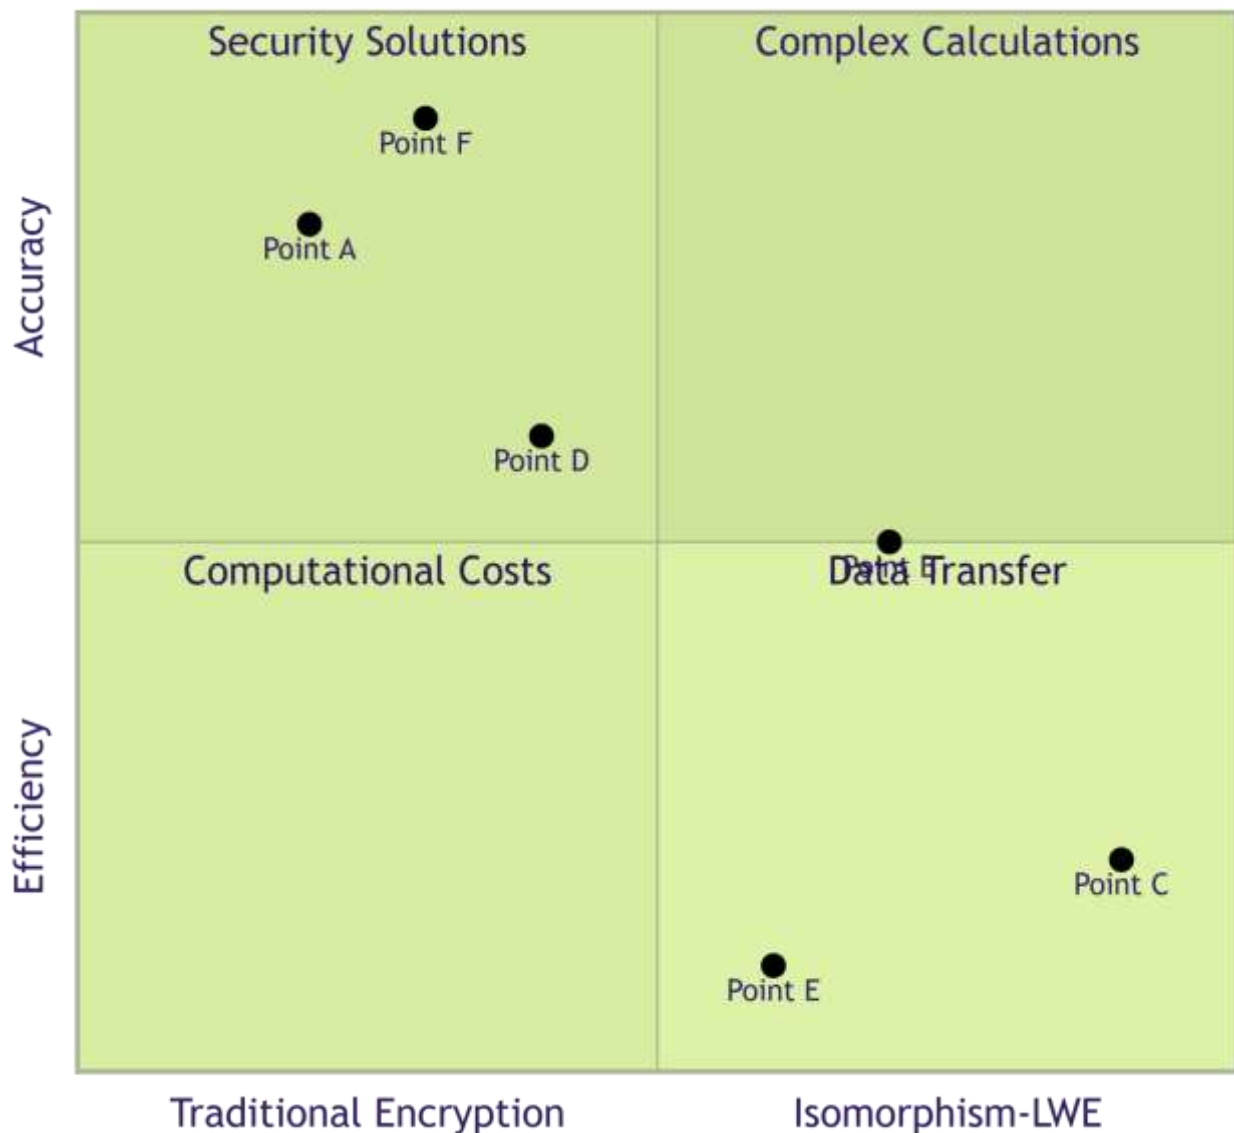 Security Solutions
Complex Calculations
Point F
Point A
Point D
Accuracy
Computational Costs
Point B
Data Transfer
Efficiency
Point C
Point E
Traditional Encryption
Isomorphism-LWE